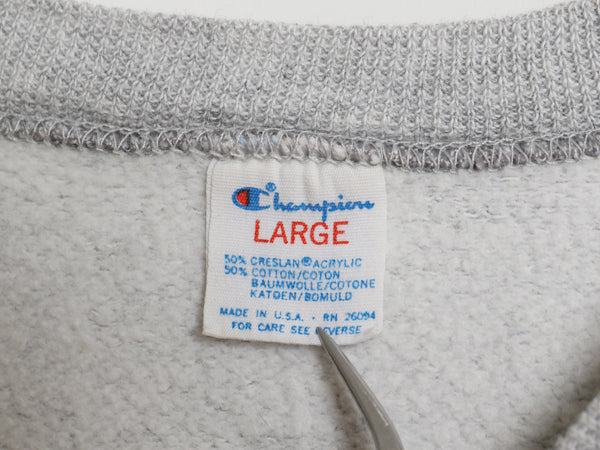 Champion®
LARGE
50% CRESLAN® ACRYLIC
50% COTTON/COTON
BAUMWOLLE/COTONE
KATOEN/BOMULD
MADE IN U.S.A. - RN 26094
FOR CARE SEE REVERSE